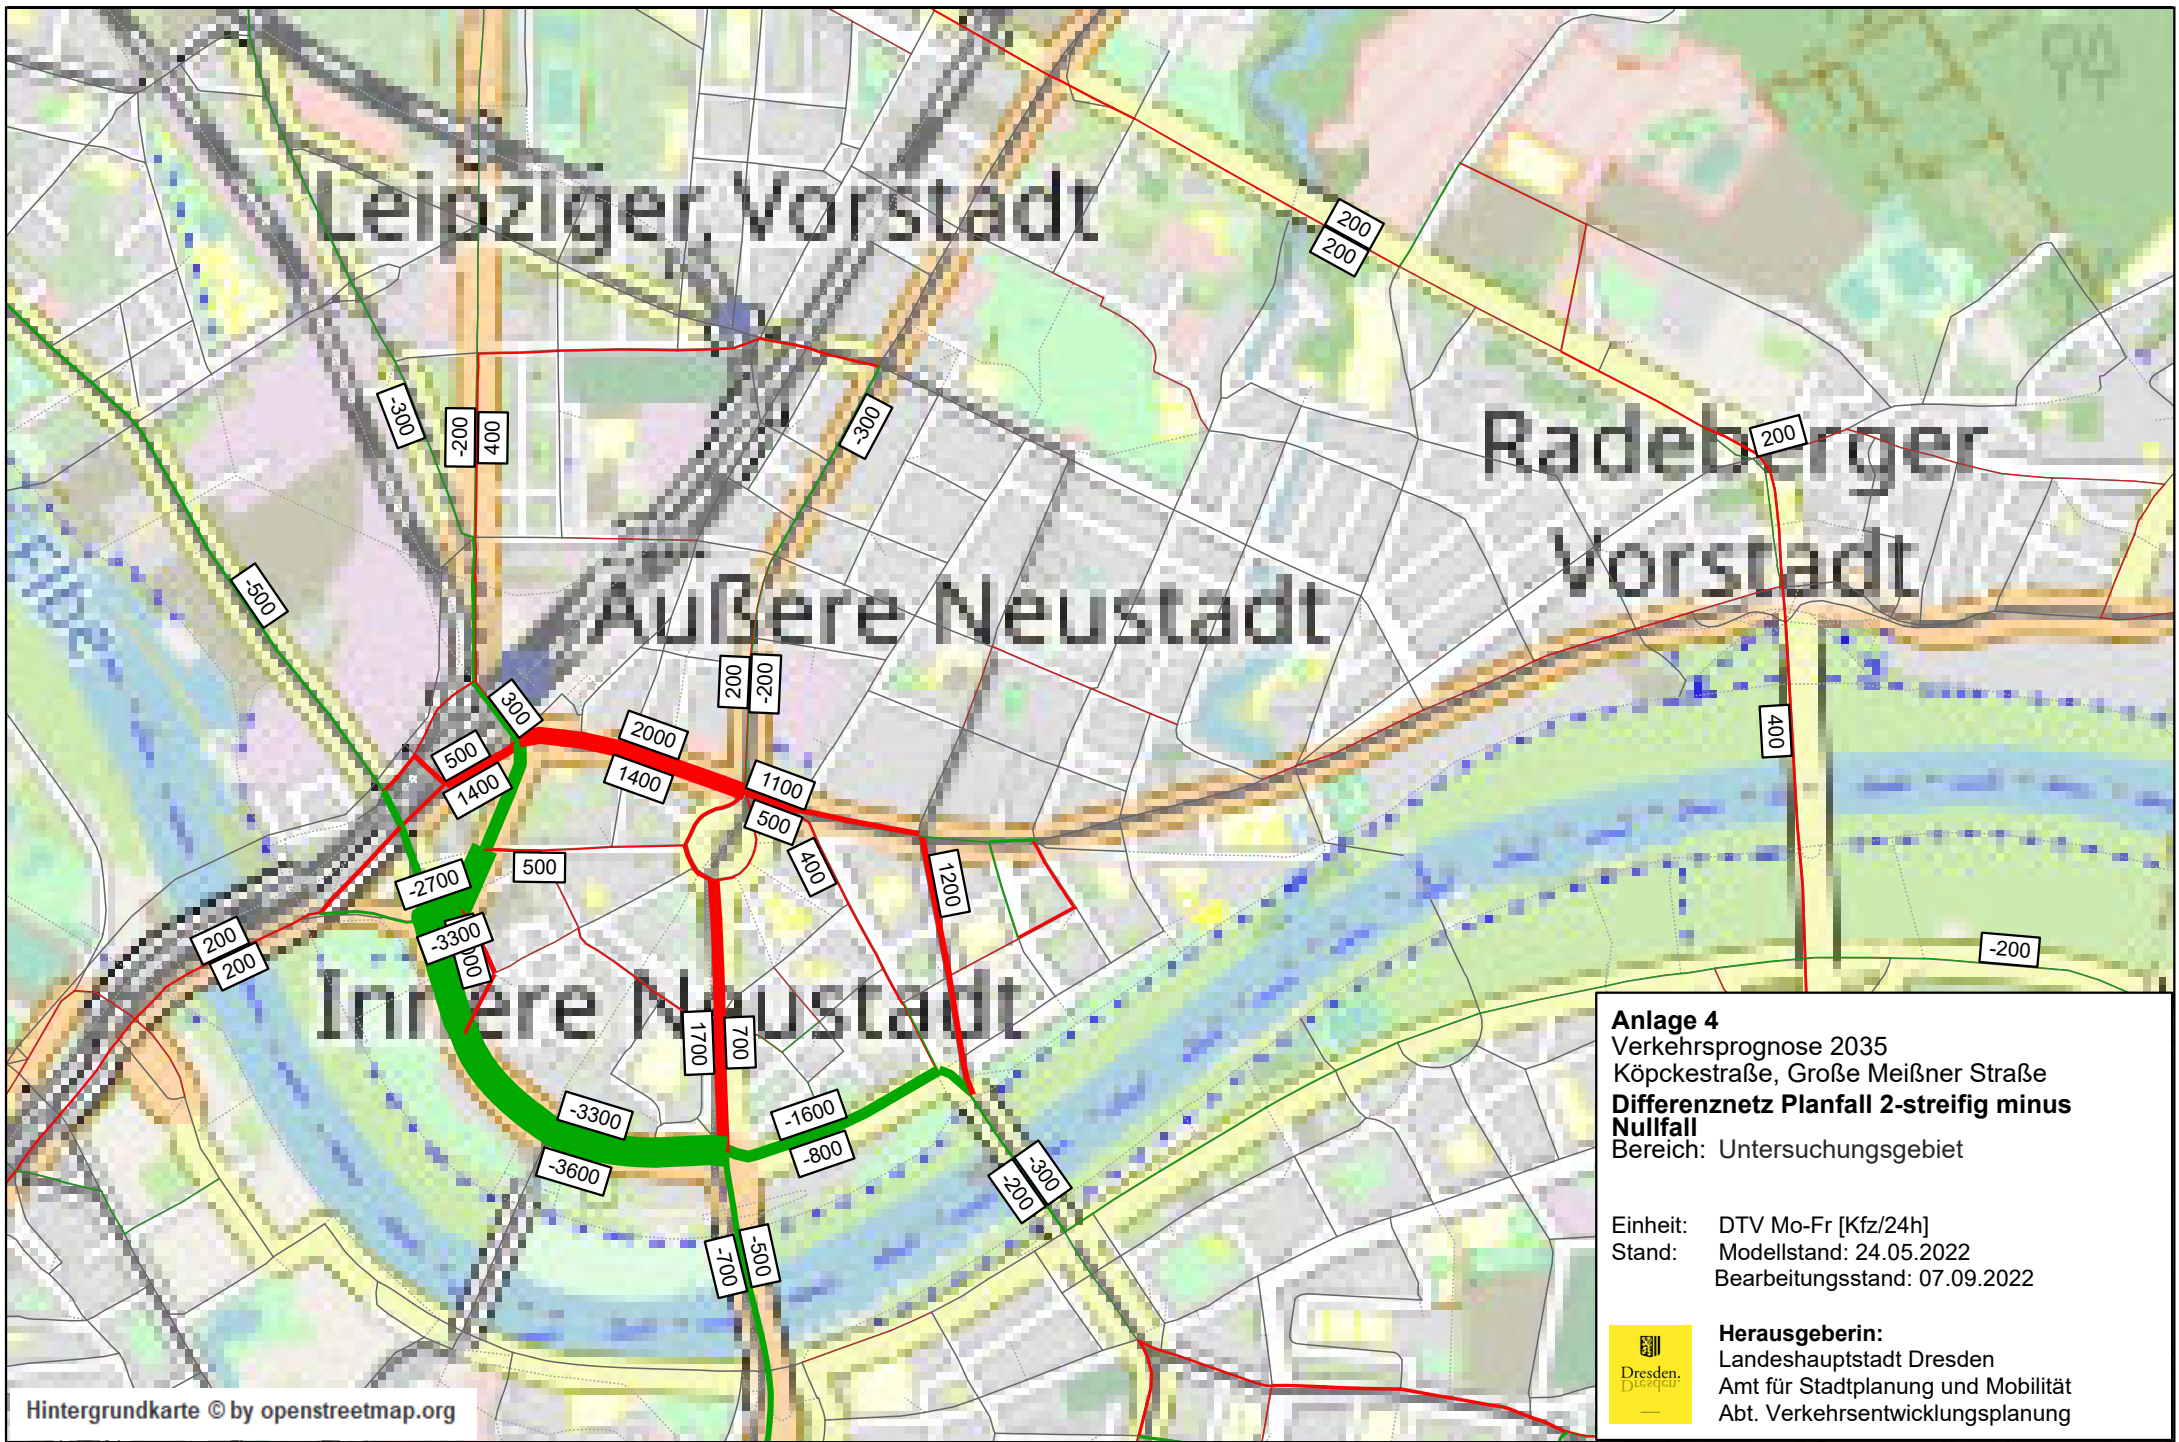 Leipziger Vorstadt
200
200
-300
-200
400
-300
Radeberger
200
Vorstadt
Elbe
-500
Äußere Neustadt
200
-200
300
2000
500
1400
1400
1100
500
400
400
500
1200
-2700
-3300
200
200
-200
Innere Neustadt
1700
700
-3300
-3600
-1600
-800
-300
-200
-700
-500
Anlage 4
Verkehrsprognose 2035
Köpckestraße, Große Meißner Straße
Differenznetz Planfall 2-streifig minus
Nullfall
Bereich: Untersuchungsgebiet
Einheit: DTV Mo-Fr [Kfz/24h]
Stand: Modellstand: 24.05.2022
Bearbeitungsstand: 07.09.2022
Dresden.
Herausgeberin:
Landeshauptstadt Dresden
Amt für Stadtplanung und Mobilität
Abt. Verkehrsentwicklungsplanung
Hintergrundkarte © by openstreetmap.org